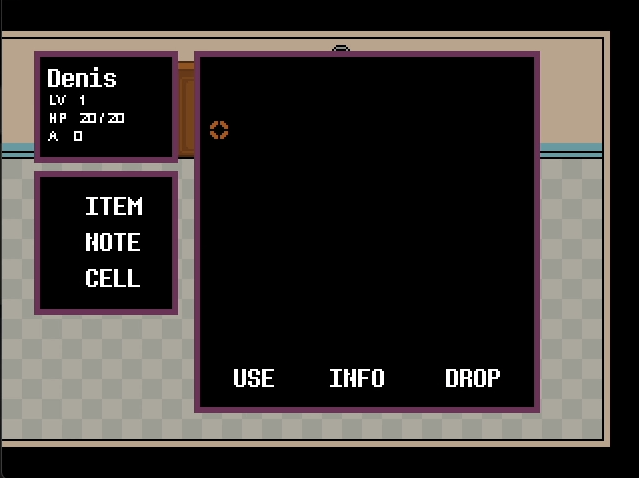 Denis
LV 1
HP 20/20
A 0
ITEM
NOTE
CELL
USE INFO DROP